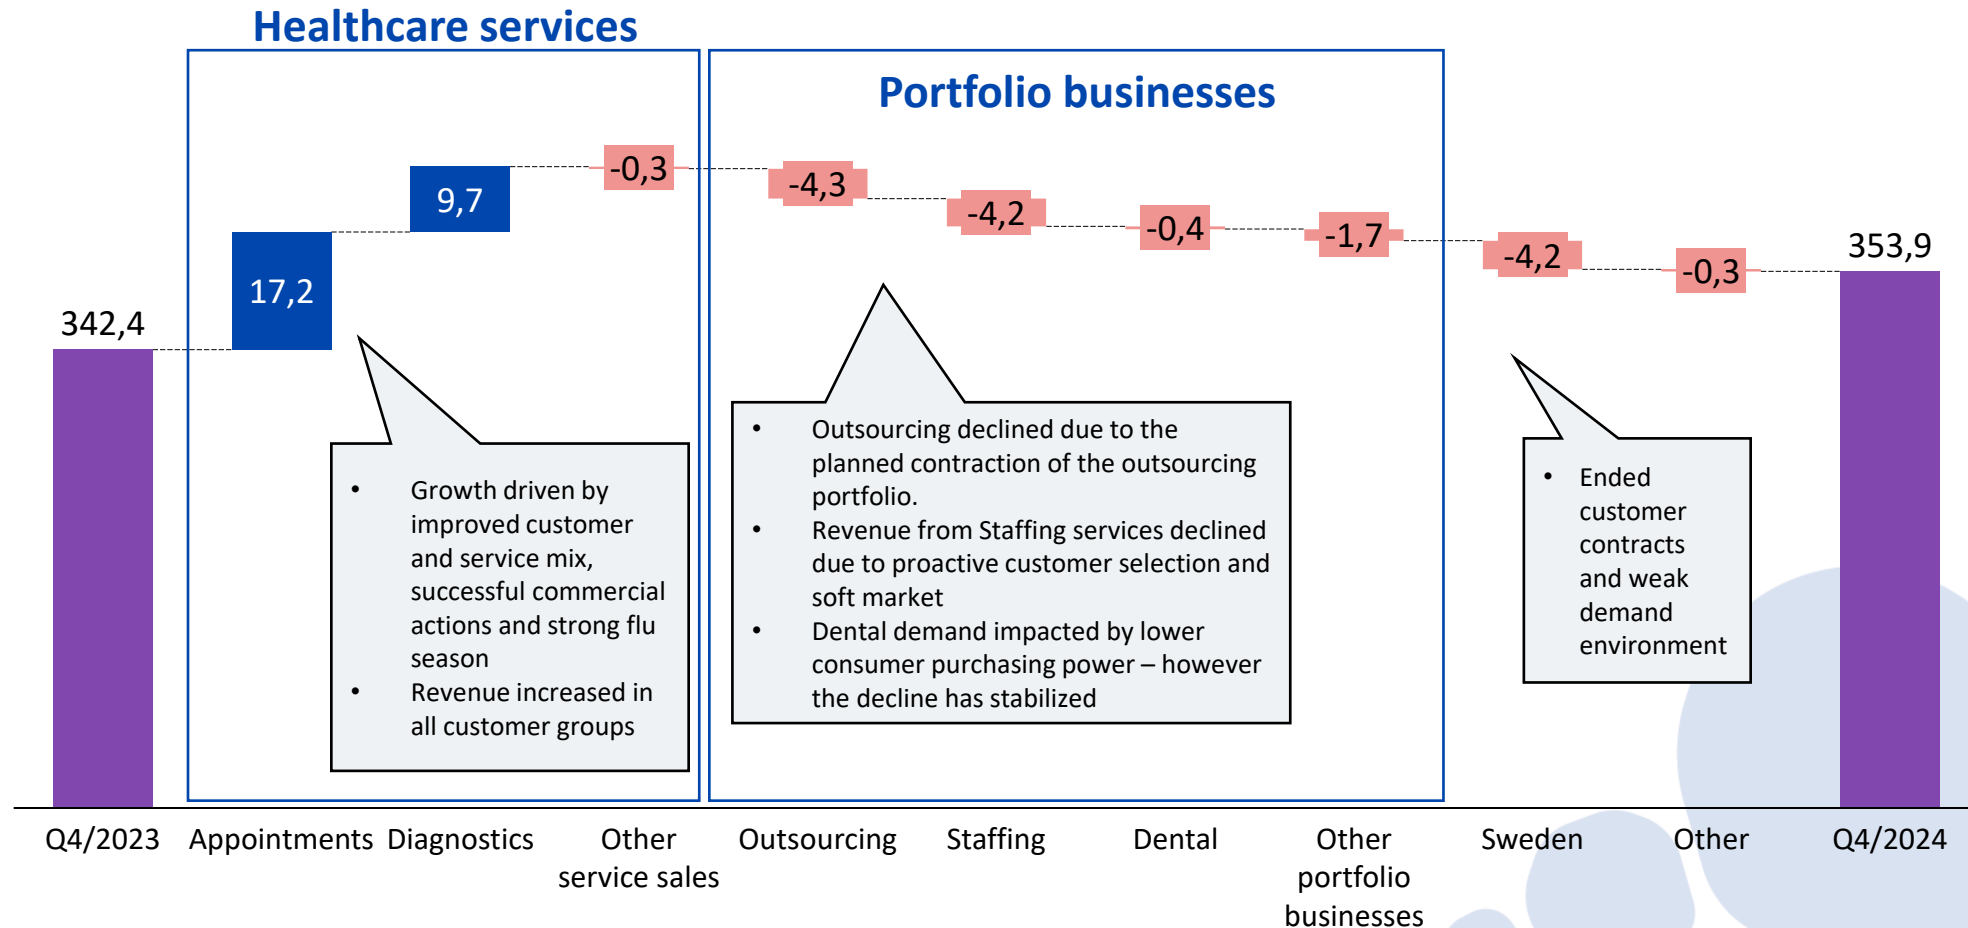 Healthcare services
Portfolio businesses
342,4
17,2
9,7
-0,3
-4,3
-4,2
-0,4
-1,7
-4,2
-0,3
353,9
• Growth driven by
improved customer
and service mix,
successful commercial
actions and strong flu
season
• Revenue increased in
all customer groups
• Outsourcing declined due to the
planned contraction of the outsourcing
portfolio.
• Revenue from Staffing services declined
due to proactive customer selection and
soft market
• Dental demand impacted by lower
consumer purchasing power – however
the decline has stabilized
• Ended
customer
contracts
and weak
demand
environment
Q4/2023
Appointments
Diagnostics
Other
service sales
Outsourcing
Staffing
Dental
Other
portfolio
businesses
Sweden
Other
Q4/2024